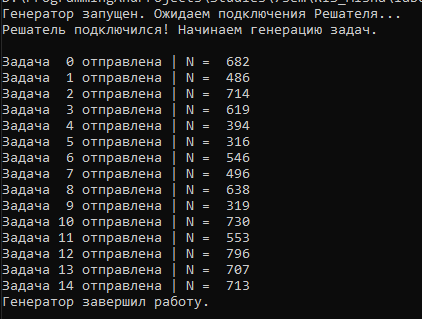 Генератор запущен. Ожидаем подключения Решателя...
Решатель подключился! Начинаем генерацию задач.
Задача  0 отправлена | N =  682
Задача  1 отправлена | N =  486
Задача  2 отправлена | N =  714
Задача  3 отправлена | N =  619
Задача  4 отправлена | N =  394
Задача  5 отправлена | N =  316
Задача  6 отправлена | N =  546
Задача  7 отправлена | N =  496
Задача  8 отправлена | N =  638
Задача  9 отправлена | N =  319
Задача 10 отправлена | N =  730
Задача 11 отправлена | N =  553
Задача 12 отправлена | N =  796
Задача 13 отправлена | N =  707
Задача 14 отправлена | N =  713
Генератор завершил работу.